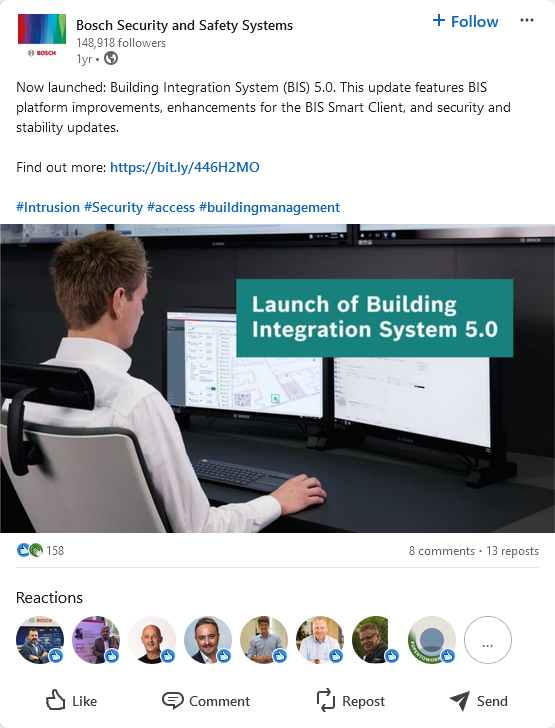 BOSCH
Bosch Security and Safety Systems
148,918 followers
1yr •
+ Follow
Now launched: Building Integration System (BIS) 5.0. This update features BIS
platform improvements, enhancements for the BIS Smart Client, and security and
stability updates.
Find out more: https://bit.ly/446H2MO
#Intrusion #Security #access #buildingmanagement
Launch of Building
Integration System 5.0
158
8 comments • 13 reposts
Reactions
BOSCH
#OPENTOWORK
...
Like
Comment
Repost
Send